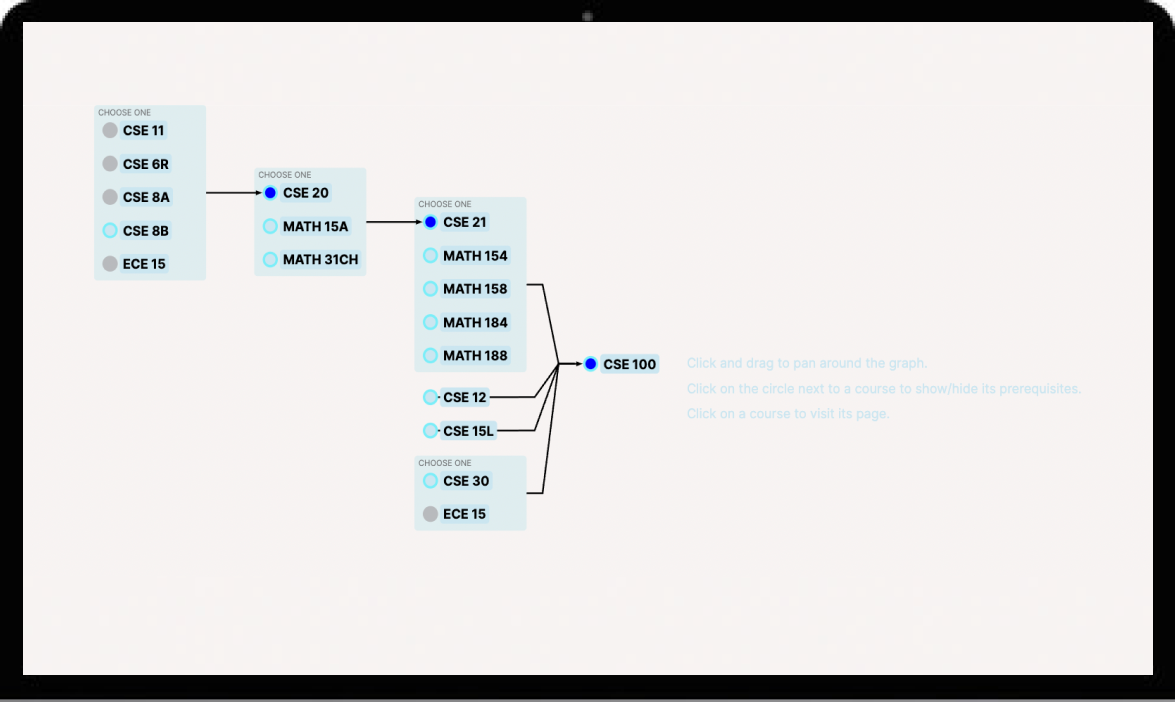 CHOOSE ONE
CSE 11
CSE 6R
CSE 8A
CSE 8B
ECE 15
CHOOSE ONE
CSE 20
MATH 15A
MATH 31CH
CHOOSE ONE
CSE 21
MATH 154
MATH 158
MATH 184
MATH 188
CSE 12
CSE 15L
CHOOSE ONE
CSE 30
ECE 15
CSE 100
Click and drag to pan around the graph.
Click on the circle next to a course to show/hide its prerequisites.
Click on a course to visit its page.